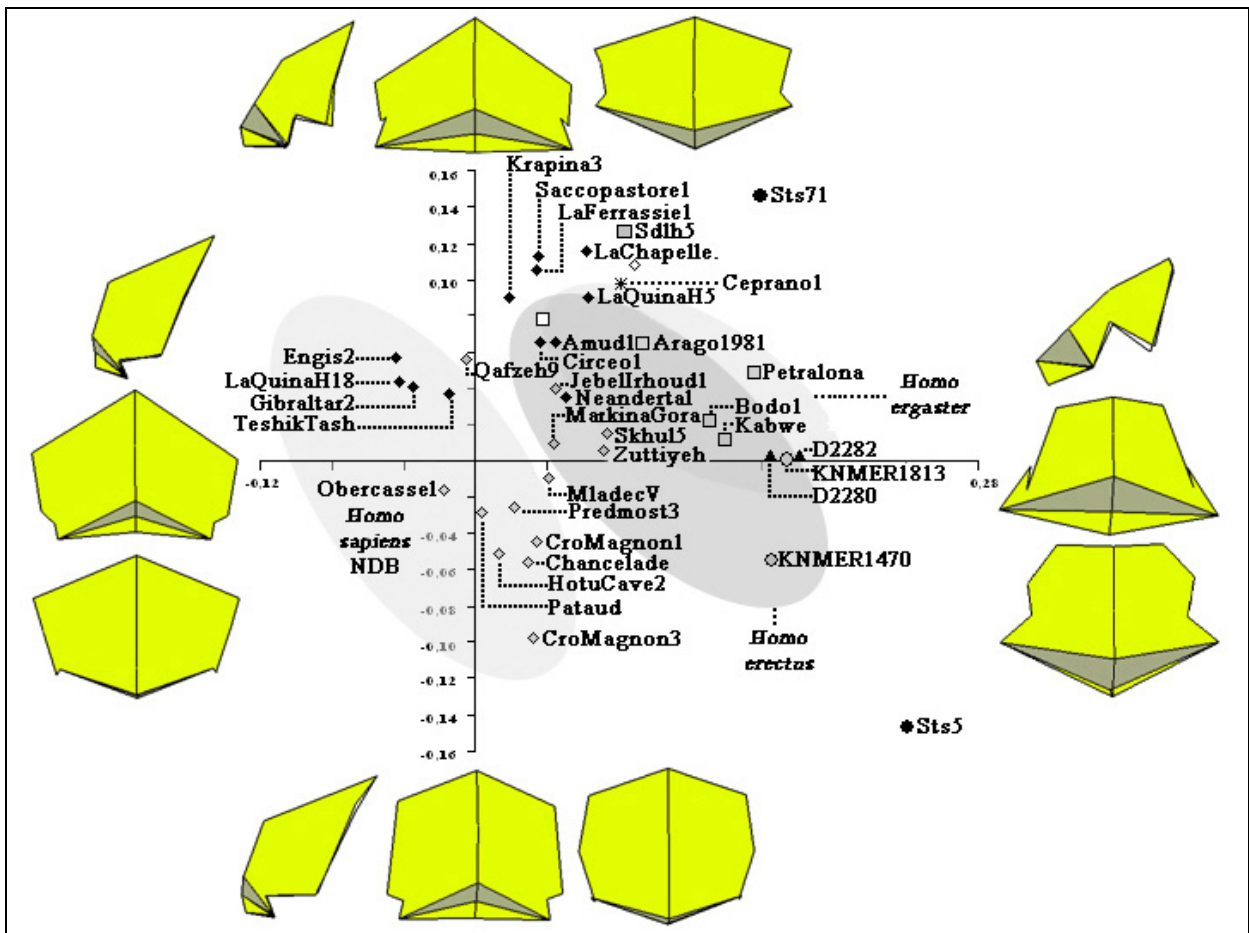 Krapina3
0,16
Saccopastore1
Sts71
0,14
LaFerrassie1
Sdlh5
0,12
LaChapelle.
0,10
Ceprano1
LaQuinaH5
Engis2
Amud1
Arago1981
Circeo1
Qafzeh9
LaQuinaH18
JebelIrhoud1
Petralona
Homo
ergaster
Gibraltar2
Neandertal
TeshikTash
MarkinaGora
Bodo1
Kabwe
Skhul5
Zuttiyeh
D2282
KNMER1813
-0,12
0,28
D2280
Obercassel
MladecV
Homo
sapiens
NDB
Predmost3
-0,04
CroMagnon1
-0,06
Chancelade
KNMER1470
HotuCave2
-0,08
Pataud
-0,10
CroMagnon3
Homo
erectus
-0,12
-0,14
Sts5
-0,16